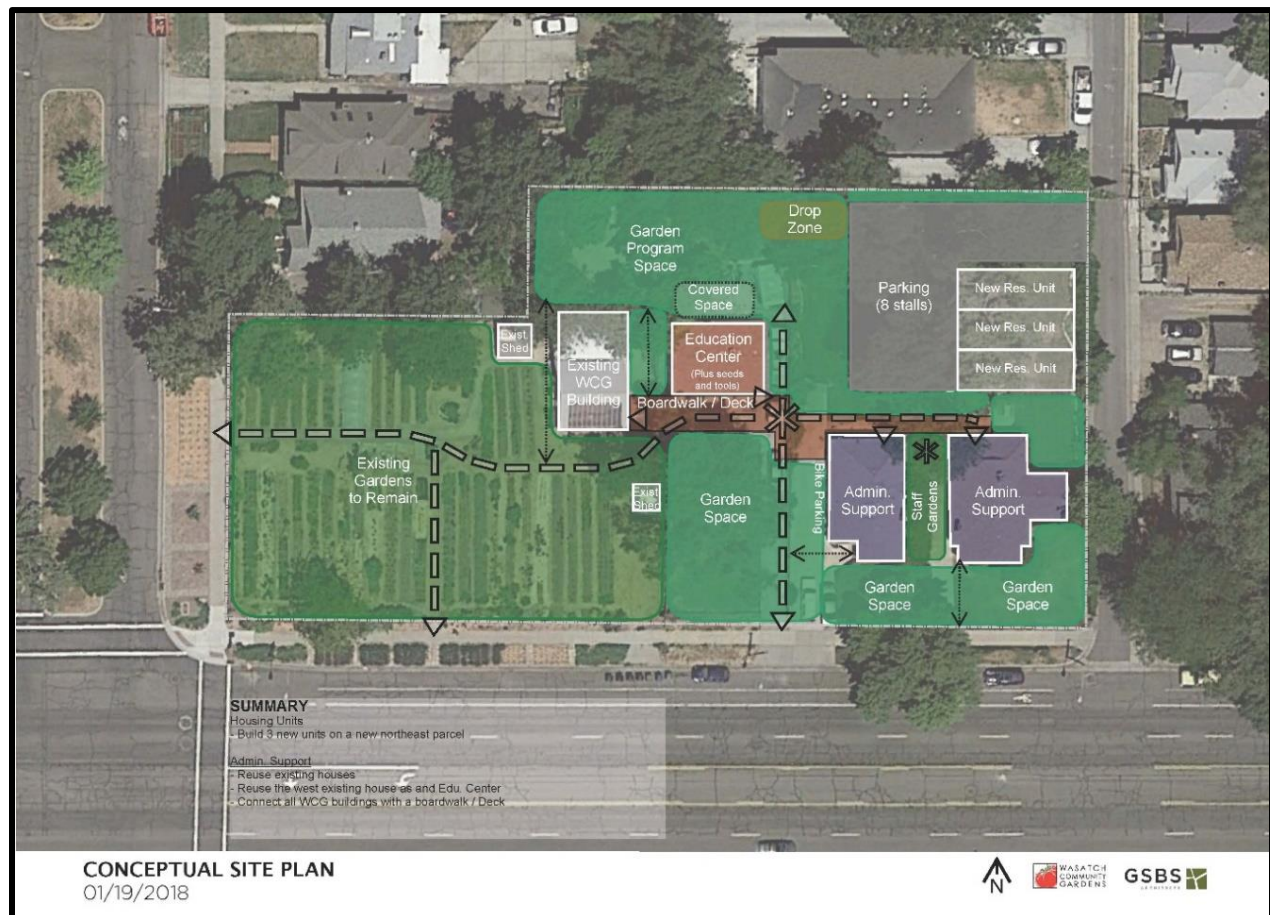 Drop
Zone
Garden
Program
Space
Parking
(8 stalls)
New Res. Unit
New Res. Unit
New Res. Unit
Covered
Space
Exist.
Shed
Existing
WCG
Building
Education
Center
(Plus seeds
and tools)
Boardwalk / Deck
Existing
Gardens
to Remain
Exist
Shed
Garden
Space
Bike Parking
Admin.
Support
Staff
Gardens
Admin.
Support
Garden
Space
Garden
Space
SUMMARY
Housing Units
- Build 3 new units on a new northeast parcel
Admin. Support
- Reuse existing houses
- Reuse the west existing house as and Edu. Center
- Connect all WCG buildings with a boardwalk / Deck
CONCEPTUAL SITE PLAN
01/19/2018
N
WASATCH
COMMUNITY
GARDENS
GSBS
ARCHITECTS